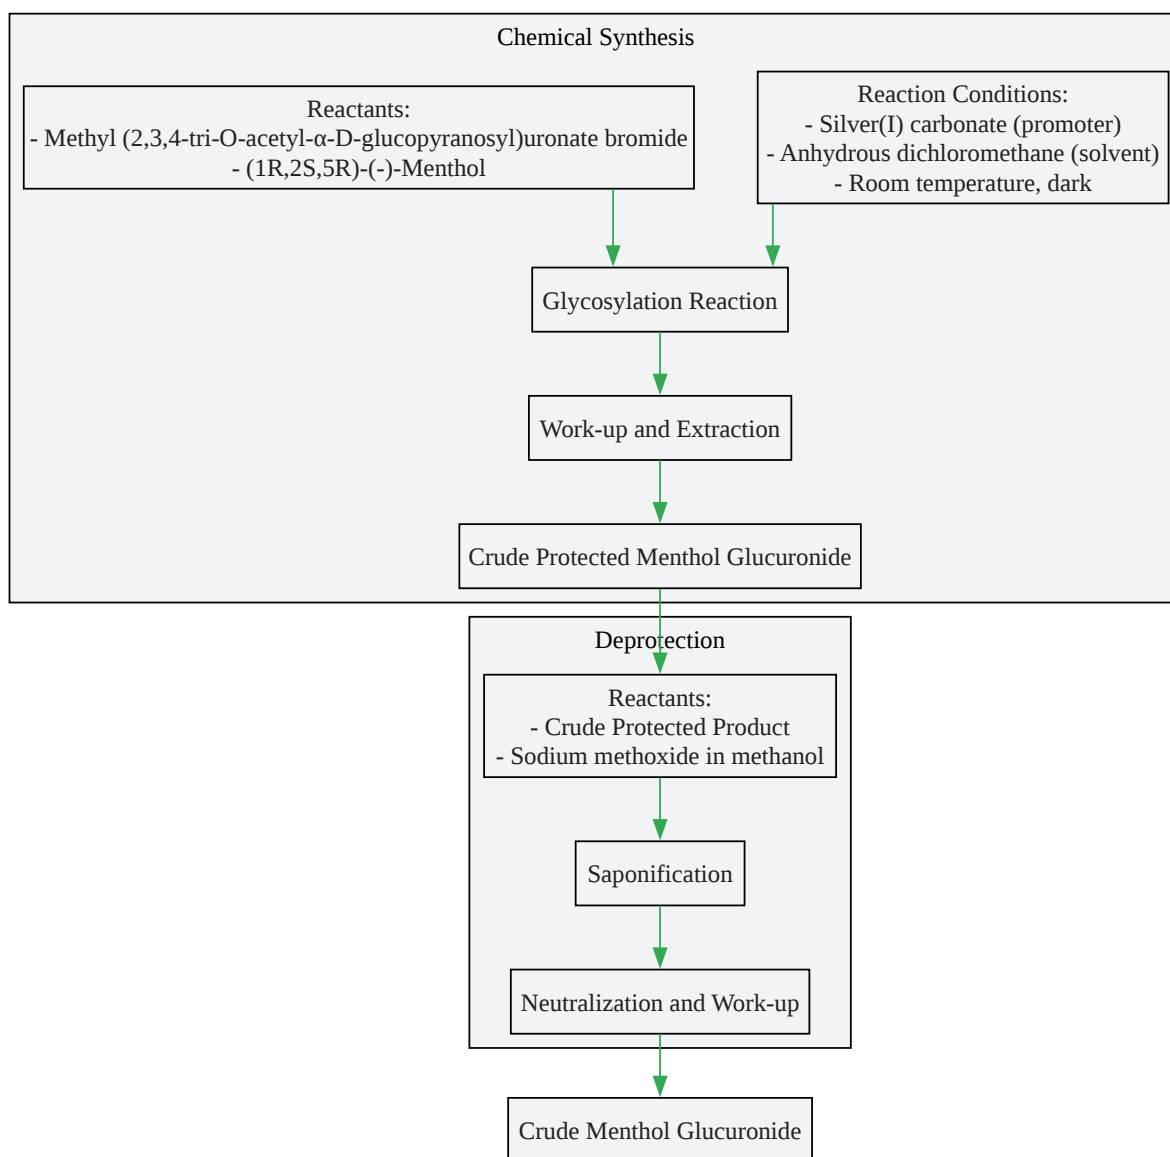 Chemical Synthesis
Reactants:
- Methyl (2,3,4-tri-O-acetyl-α-D-glucopyranosyl)uronate bromide
- (1R,2S,5R)-(-)-Menthol
Reaction Conditions:
- Silver(I) carbonate (promoter)
- Anhydrous dichloromethane (solvent)
- Room temperature, dark
Glycosylation Reaction
Work-up and Extraction
Crude Protected Menthol Glucuronide
Deprotection
Reactants:
- Crude Protected Product
- Sodium methoxide in methanol
Saponification
Neutralization and Work-up
Crude Menthol Glucuronide